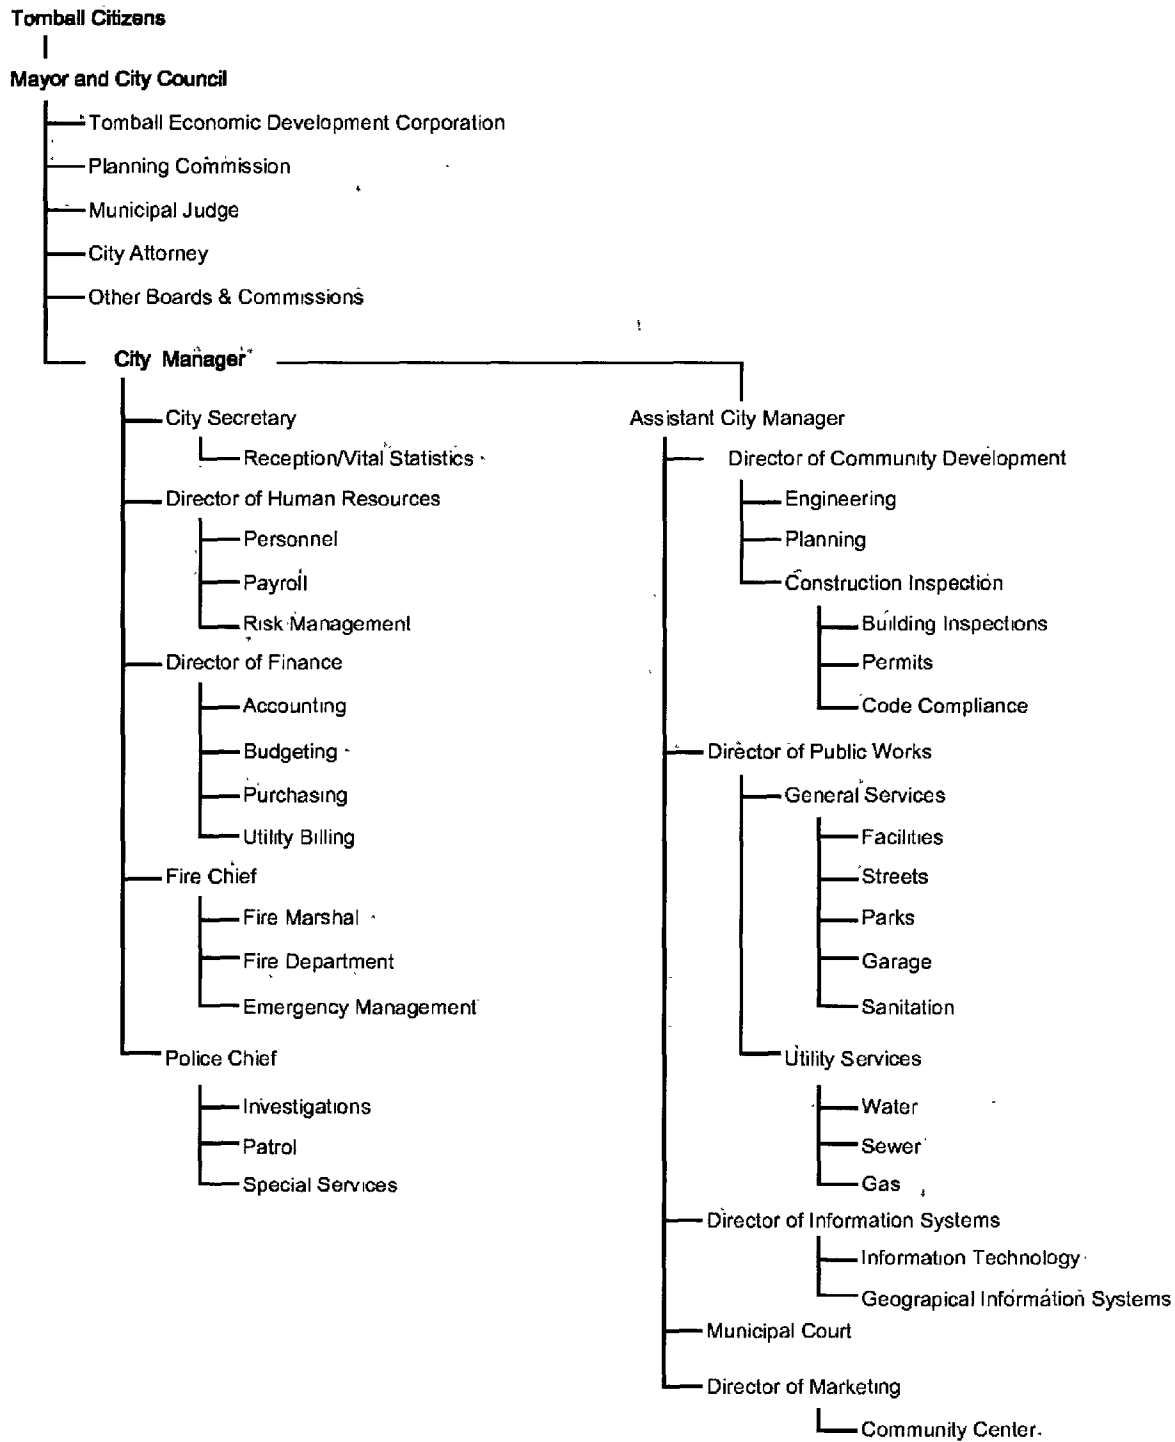 Tomball Citizens
Mayor and City Council
Tomball Economic Development Corporation
Planning Commission
Municipal Judge
City Attorney
Other Boards & Commissions
City Manager
City Secretary
Reception/Vital Statistics
Director of Human Resources
Personnel
Payroll
Risk Management
Director of Finance
Accounting
Budgeting
Purchasing
Utility Billing
Fire Chief
Fire Marshal
Fire Department
Emergency Management
Police Chief
Investigations
Patrol
Special Services
Assistant City Manager
Director of Community Development
Engineering
Planning
Construction Inspection
Building Inspections
Permits
Code Compliance
Director of Public Works
General Services
Facilities
Streets
Parks
Garage
Sanitation
Utility Services
Water
Sewer
Gas
Director of Information Systems
Information Technology
Geograpical Information Systems
Municipal Court
Director of Marketing
Community Center